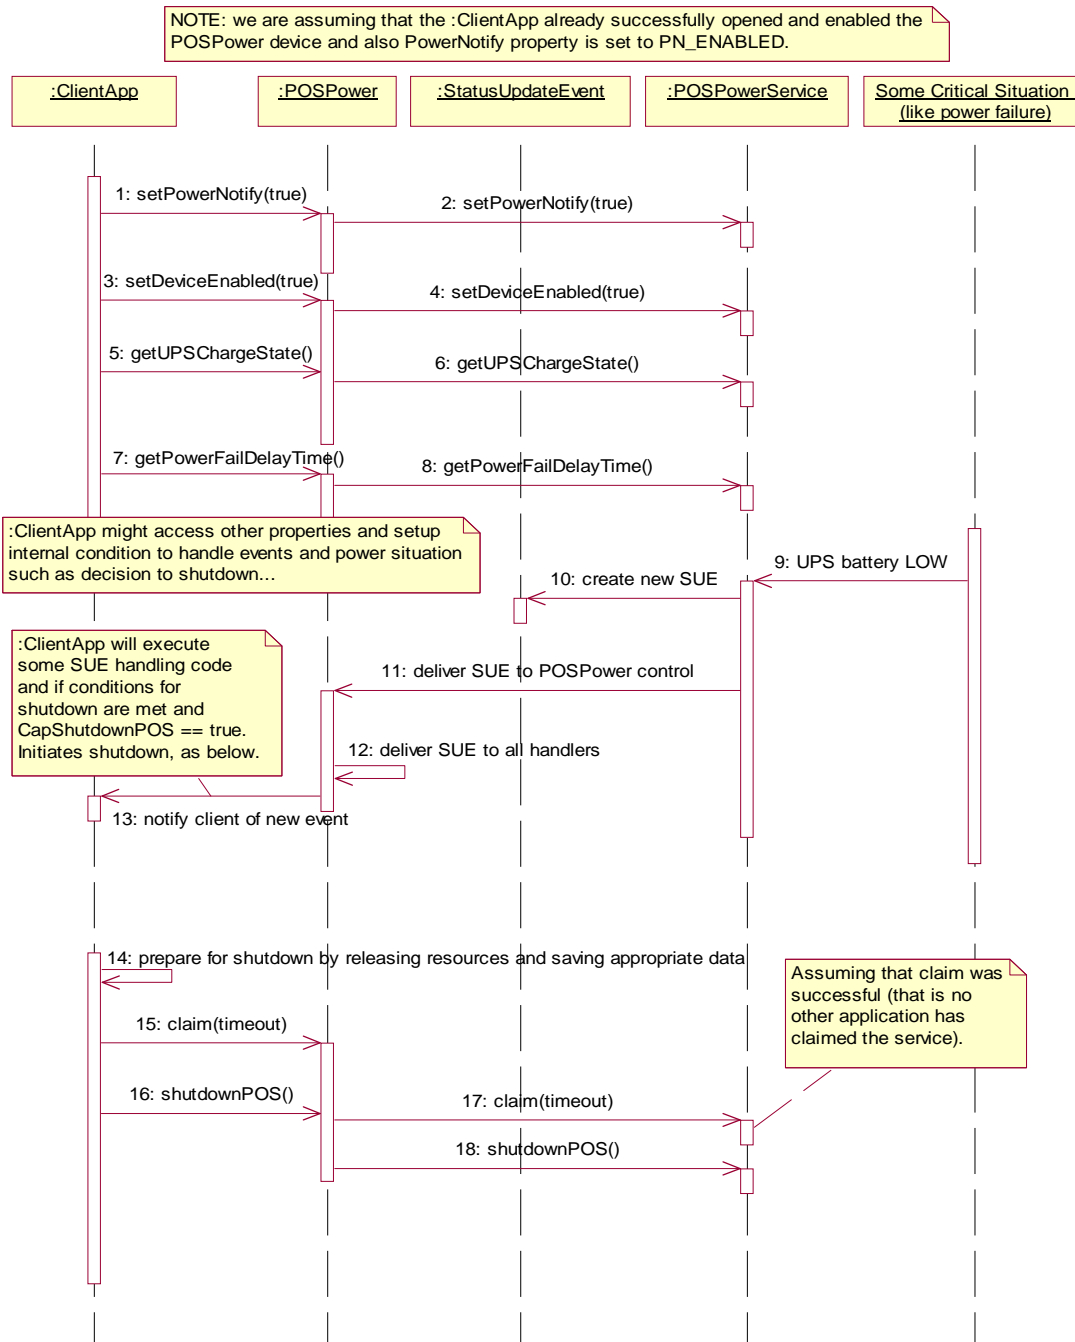 NOTE: we are assuming that the :ClientApp already successfully opened and enabled the
POSPower device and also PowerNotify property is set to PN_ENABLED.
:ClientApp
:POSPower
:StatusUpdateEvent
:POSPowerService
Some Critical Situation
(like power failure)
1: setPowerNotify(true)
2: setPowerNotify(true)
3: setDeviceEnabled(true)
4: setDeviceEnabled(true)
5: getUPSChargeState()
6: getUPSChargeState()
7: getPowerFailDelayTime()
8: getPowerFailDelayTime()
:ClientApp might access other properties and setup
internal condition to handle events and power situation
such as decision to shutdown...
9: UPS battery LOW
10: create new SUE
:ClientApp will execute
some SUE handling code
and if conditions for
shutdown are met and
CapShutdownPOS == true.
Initiates shutdown, as below.
11: deliver SUE to POSPower control
12: deliver SUE to all handlers
13: notify client of new event
14: prepare for shutdown by releasing resources and saving appropriate data
Assuming that claim was
successful (that is no
other application has
claimed the service).
15: claim(timeout)
16: shutdownPOS()
17: claim(timeout)
18: shutdownPOS()